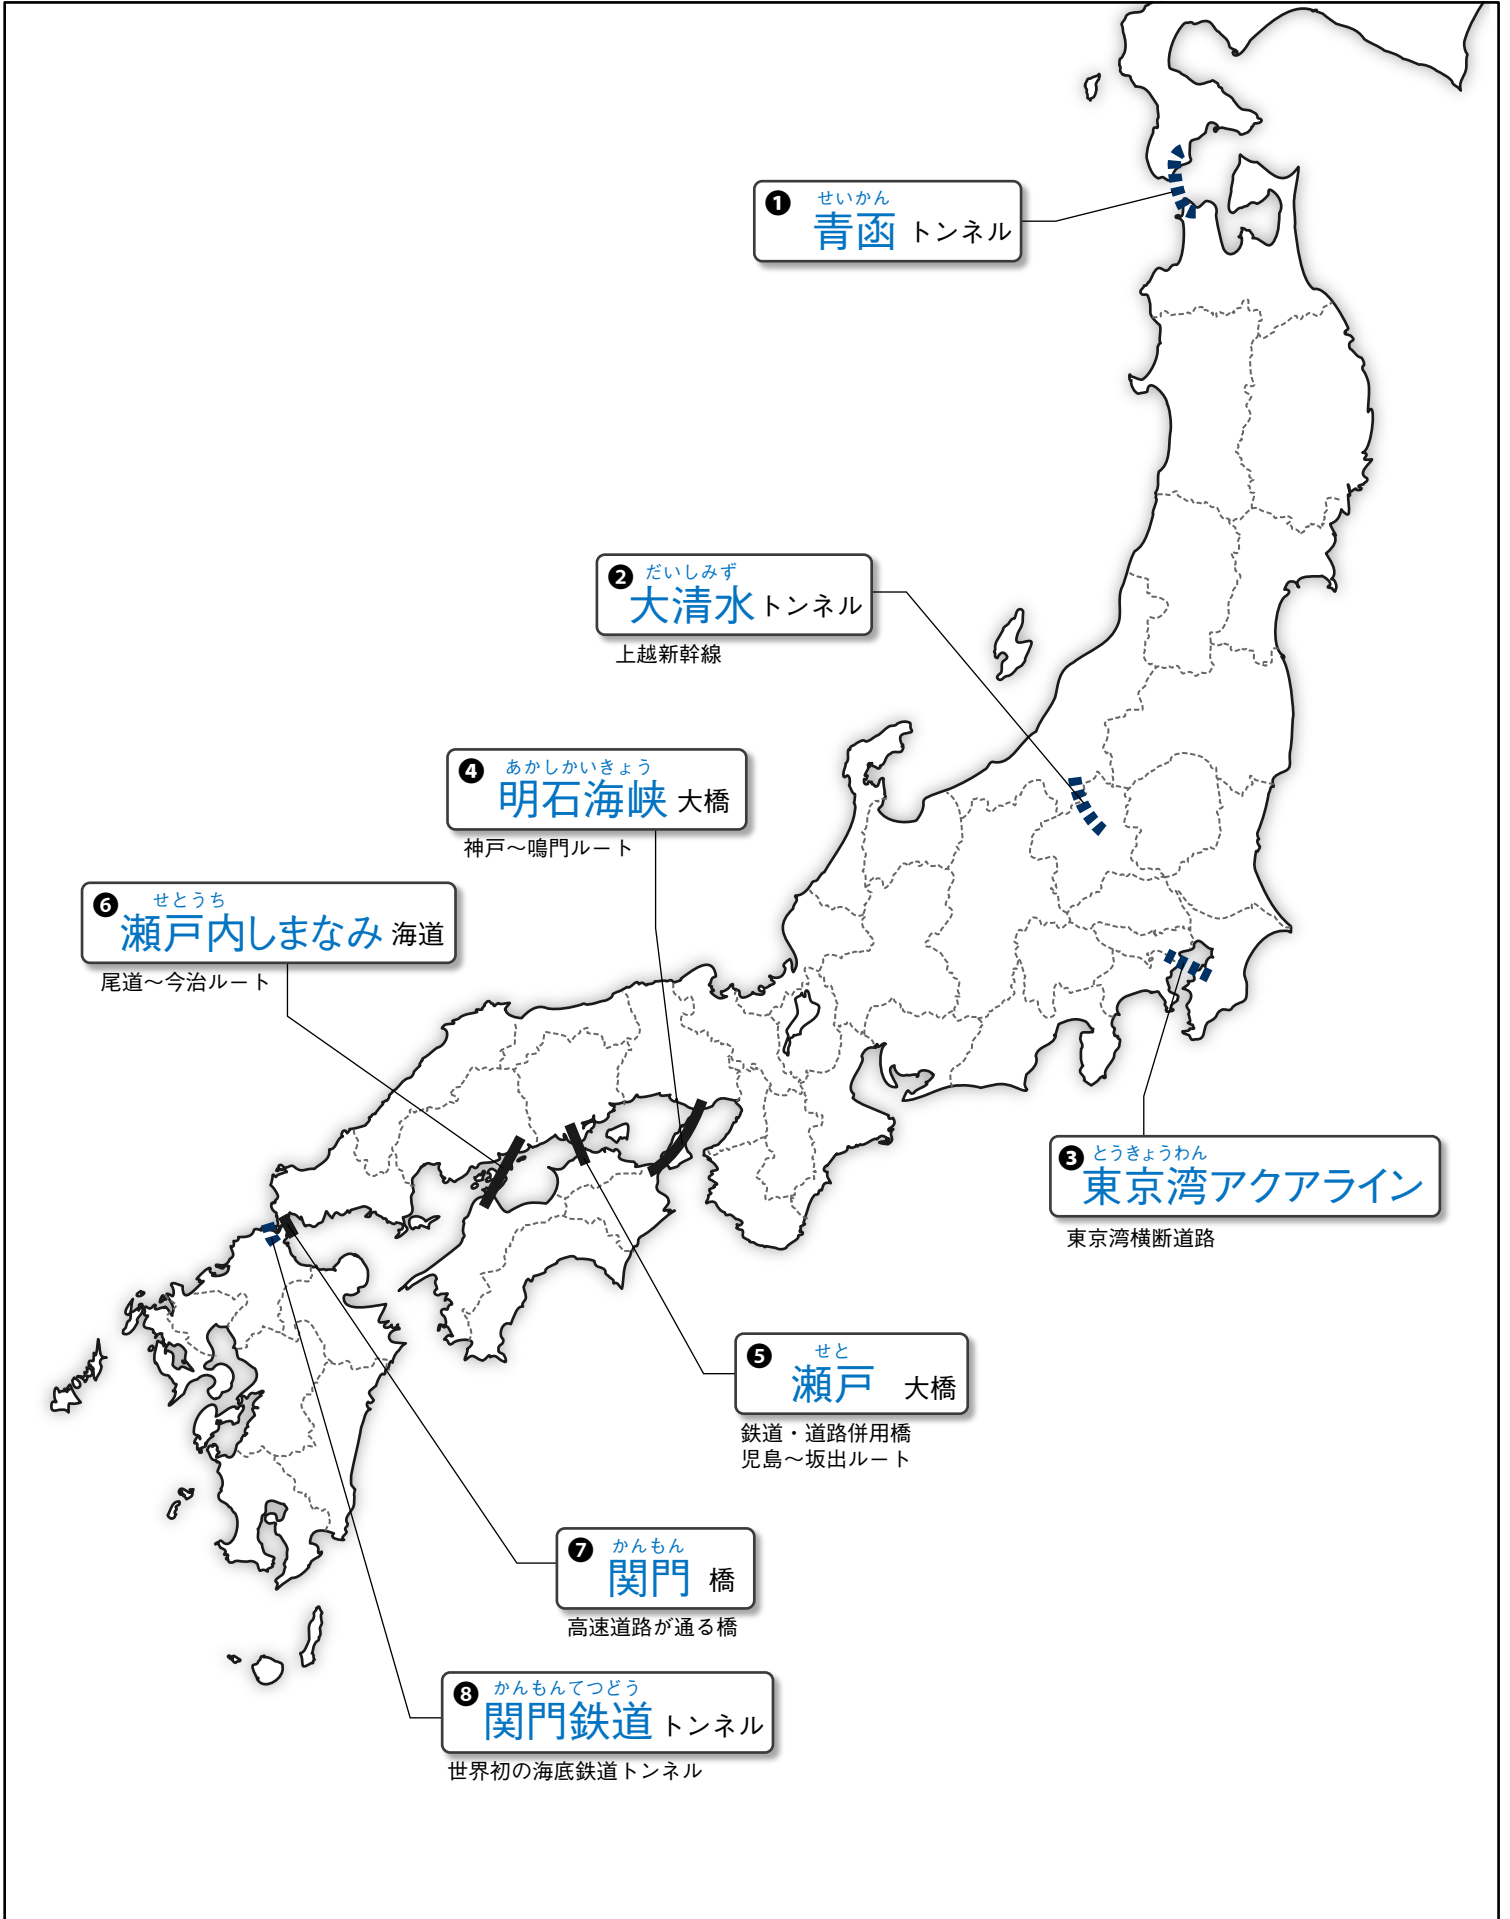 ❶
せいかん
青函 トンネル
❷
だいしみず
大清水トンネル
上越新幹線
❹
あかしかいきょう
明石海峡 大橋
神戸～鳴門ルート
❻
せとうち
瀬戸内しまなみ 海道
尾道～今治ルート
❸
とうきょうわん
東京湾アクアライン
東京湾横断道路
❺
せと
瀬戸 大橋
鉄道・道路併用橋
児島～坂出ルート
❼
かんもん
関門 橋
高速道路が通る橋
❽
かんもんてつどう
関門鉄道 トンネル
世界初の海底鉄道トンネル